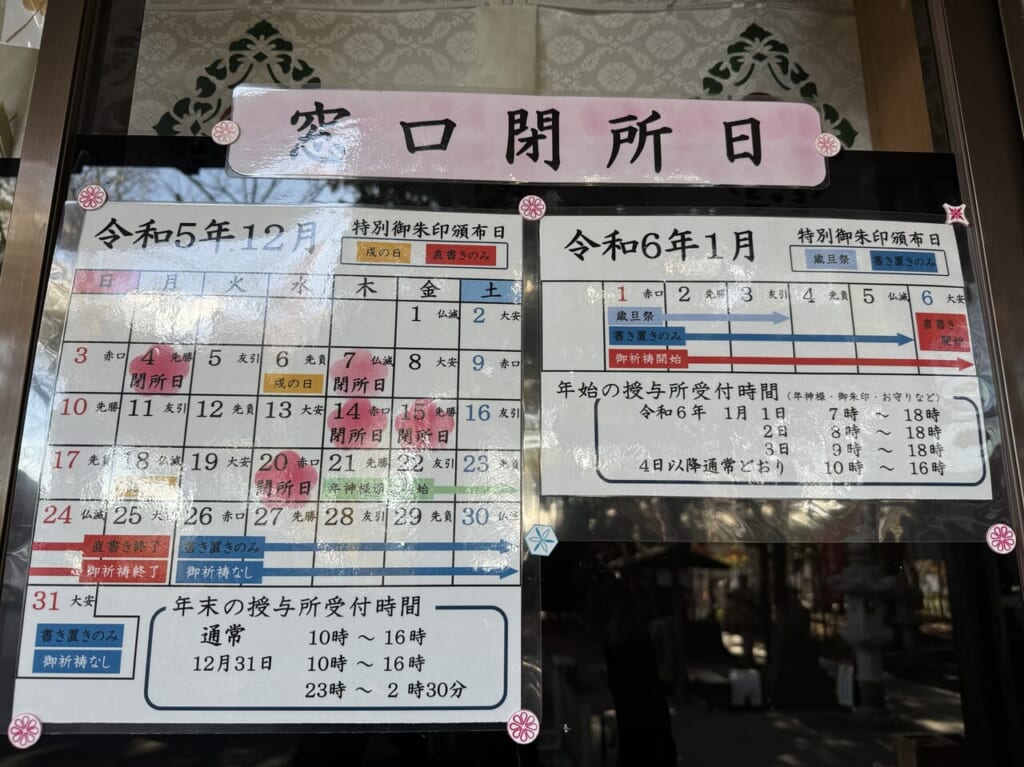 窓口閉所日
令和5年12月
特別御朱印頒布日
戌の日 直書きのみ
日 月 火 水 木 金 土
1 仏滅 2 大安
3 赤口 4 先勝 5 友引 6 先負 7 仏滅 8 大安 9 赤口
閉所日 戌の日 閉所日
10 先勝 11 友引 12 先負 13 大安 14 赤口 15 先勝 16 友引
閉所日 閉所日
17 先負 18 仏滅 19 大安 20 赤口 21 先勝 22 友引 23 先負
閉所日 年神様 開始
24 仏滅 25 大安 26 赤口 27 先勝 28 友引 29 先負 30 仏滅
直書き終了 書き置きのみ
御祈祷終了 御祈祷なし
31 大安
書き置きのみ
御祈祷なし
年末の授与所受付時間
通常 10時 ～ 16時
12月31日 10時 ～ 16時
23時 ～ 2時30分
令和6年1月
特別御朱印頒布日
歳旦祭 書き置きのみ
1 赤口 2 先勝 3 友引 4 先負 5 仏滅 6 大安
歳旦祭
書き置きのみ
御祈祷開始
直書き
開始
年始の授与所受付時間（年神様・御朱印・お守りなど）
令和6年 1月 1日 7時 ～ 18時
2日 8時 ～ 18時
3日 9時 ～ 18時
4日以降通常どおり 10時 ～ 16時